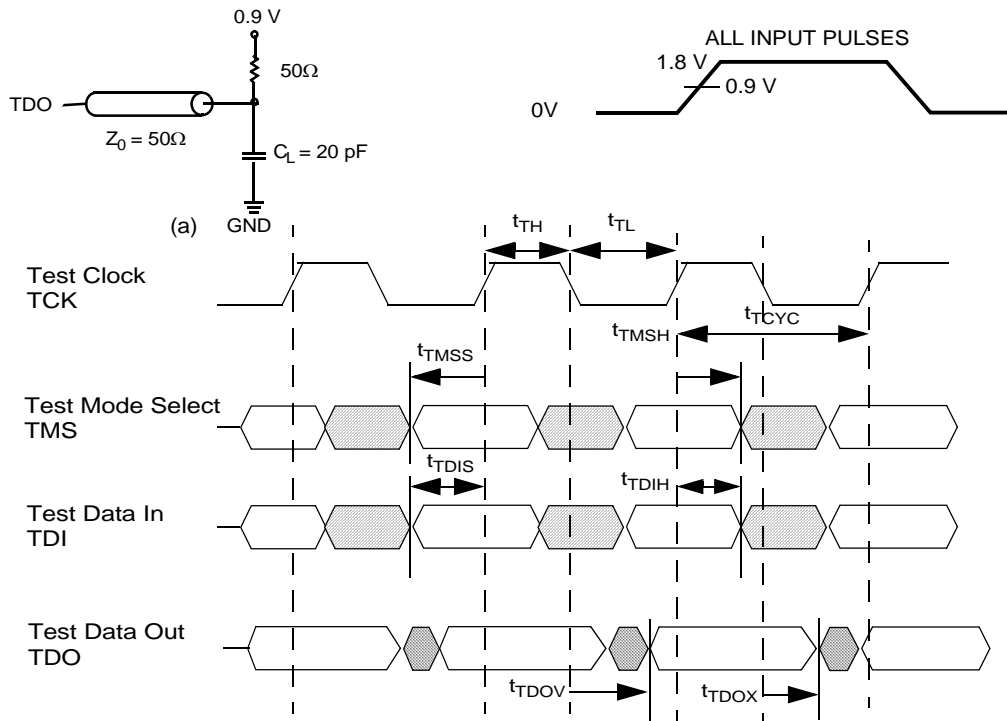 0.9 V
50Ω
TDO
Z0 = 50Ω
CL = 20 pF
GND
(a)
ALL INPUT PULSES
1.8 V
0.9 V
0V
tTH
tTL
Test Clock
TCK
tTMSH
tTCYC
tTMSS
Test Mode Select
TMS
tTDIS
tTDIH
Test Data In
TDI
Test Data Out
TDO
tTDOV
tTDOX